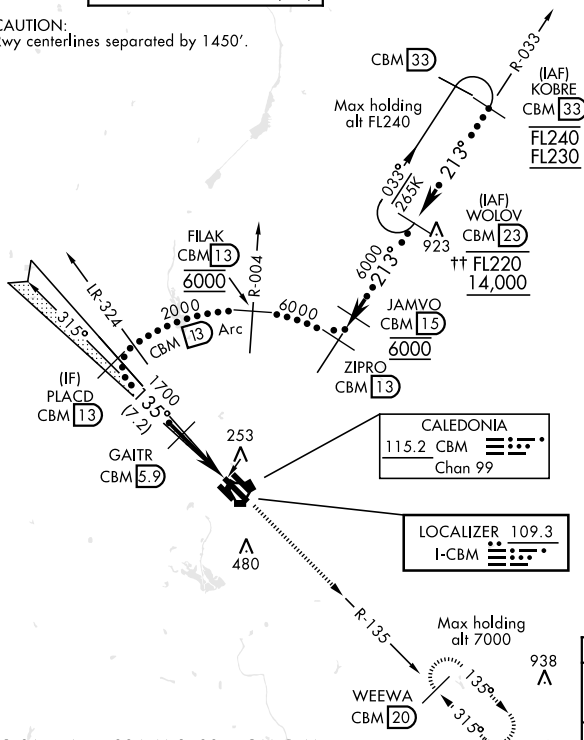 CAUTION:
wy centerlines separated by 1450'.
CBM 33
R-033
(IAF)
KOBRE
CBM 33
FL240
FL230
Max holding
alt FL240
033°
265K
213°
(IAF)
WOLOV
CBM 23
†† FL220
14,000
923
6000
213°
FILAK
CBM 13
6000
R-004
LR-324
2000
6000
CBM 13 Arc
JAMVO
CBM 15
6000
ZIPRO
CBM 13
315°
(IF)
PLACD
CBM 13
1700
135°
(7.2)
GAITR
CBM 5.9
253
CALEDONIA
115.2 CBM
Chan 99
LOCALIZER 109.3
I-CBM
480
R-135
Max holding
alt 7000
938
WEEWA
CBM 20
135°
315°